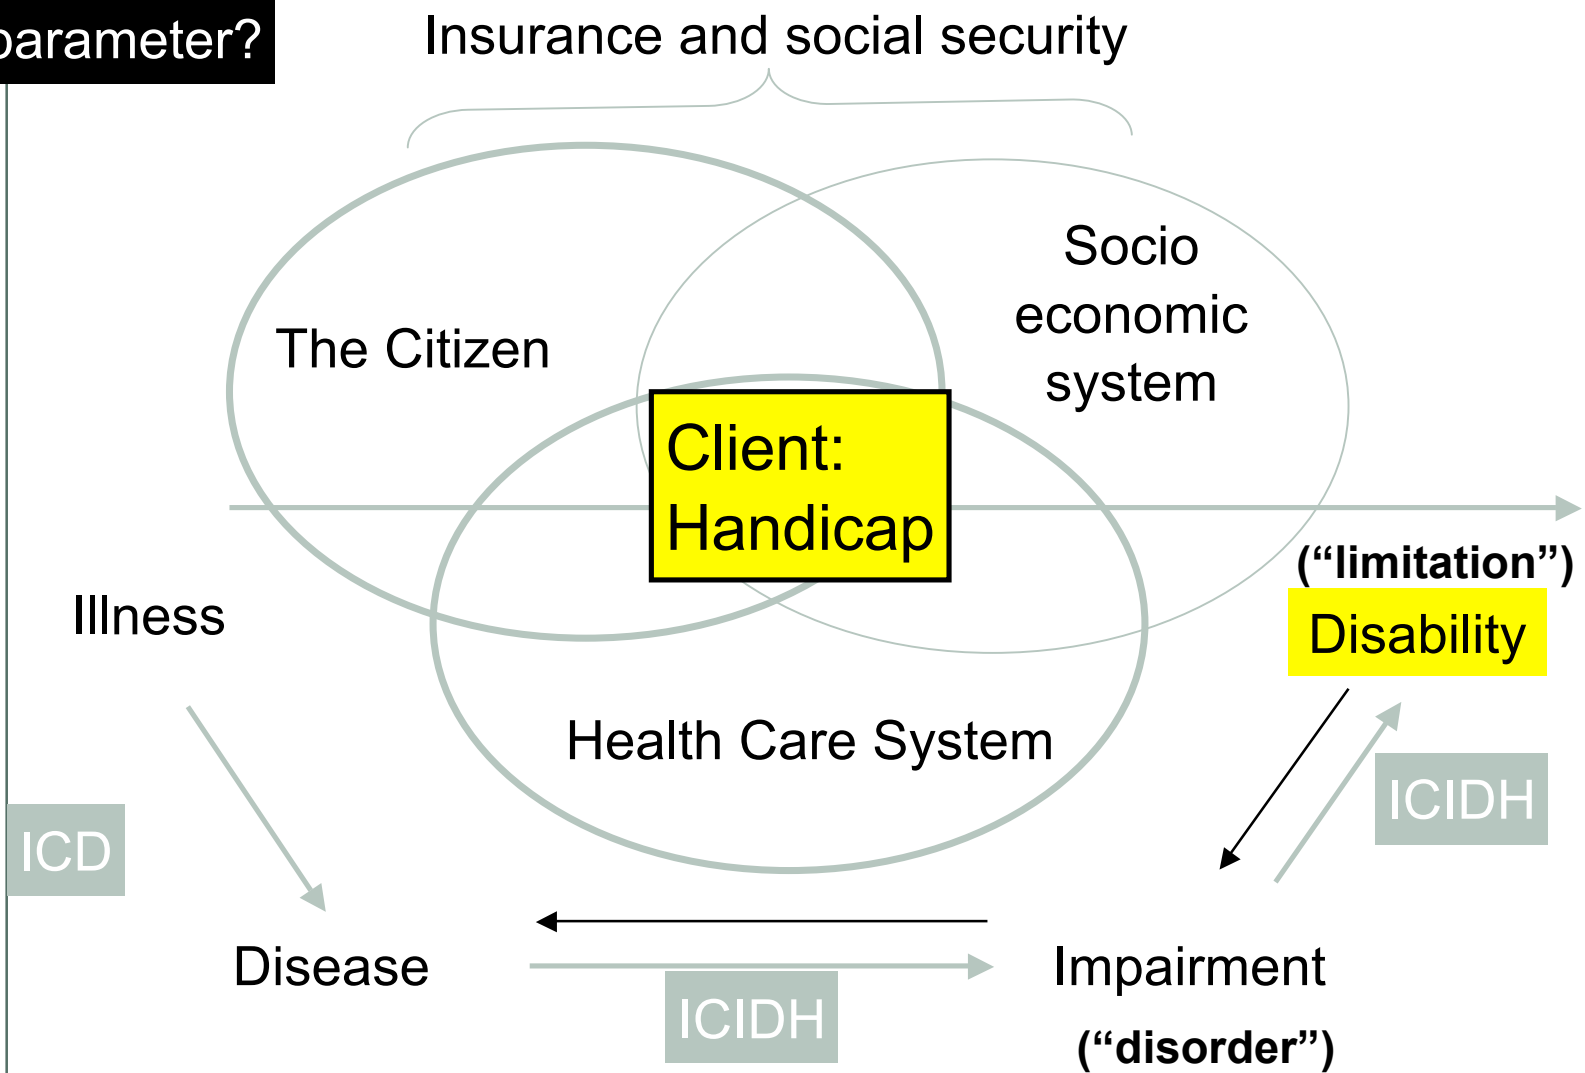 parameter?
Insurance and social security
Socio
economic
system
The Citizen
Client:
Handicap
(“limitation”)
Illness
Disability
Health Care System
ICIDH
ICD
Disease
Impairment
ICIDH
(“disorder”)